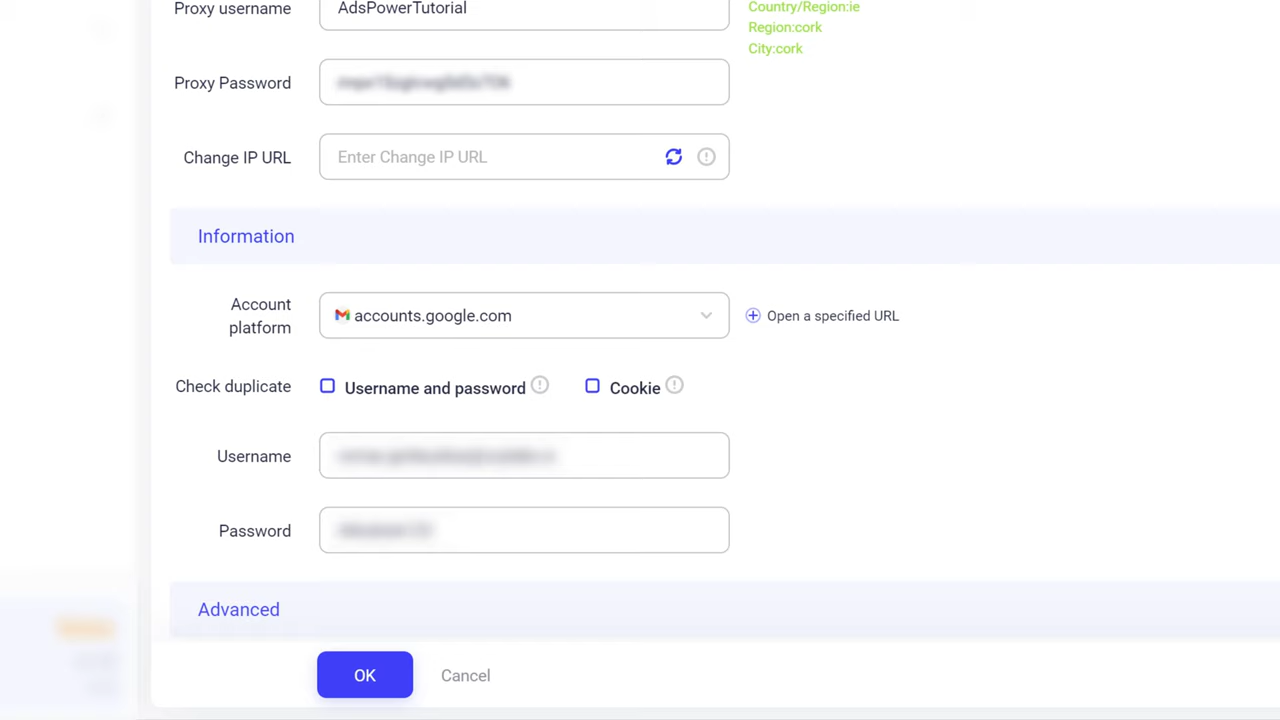 Proxy username
AdsPowerTutorial
Country/Region:ie
Region:cork
City:cork
Proxy Password
Change IP URL
Enter Change IP URL
Information
Account platform
accounts.google.com
Open a specified URL
Check duplicate
Username and password
Cookie
Username
Password
Advanced
OK
Cancel